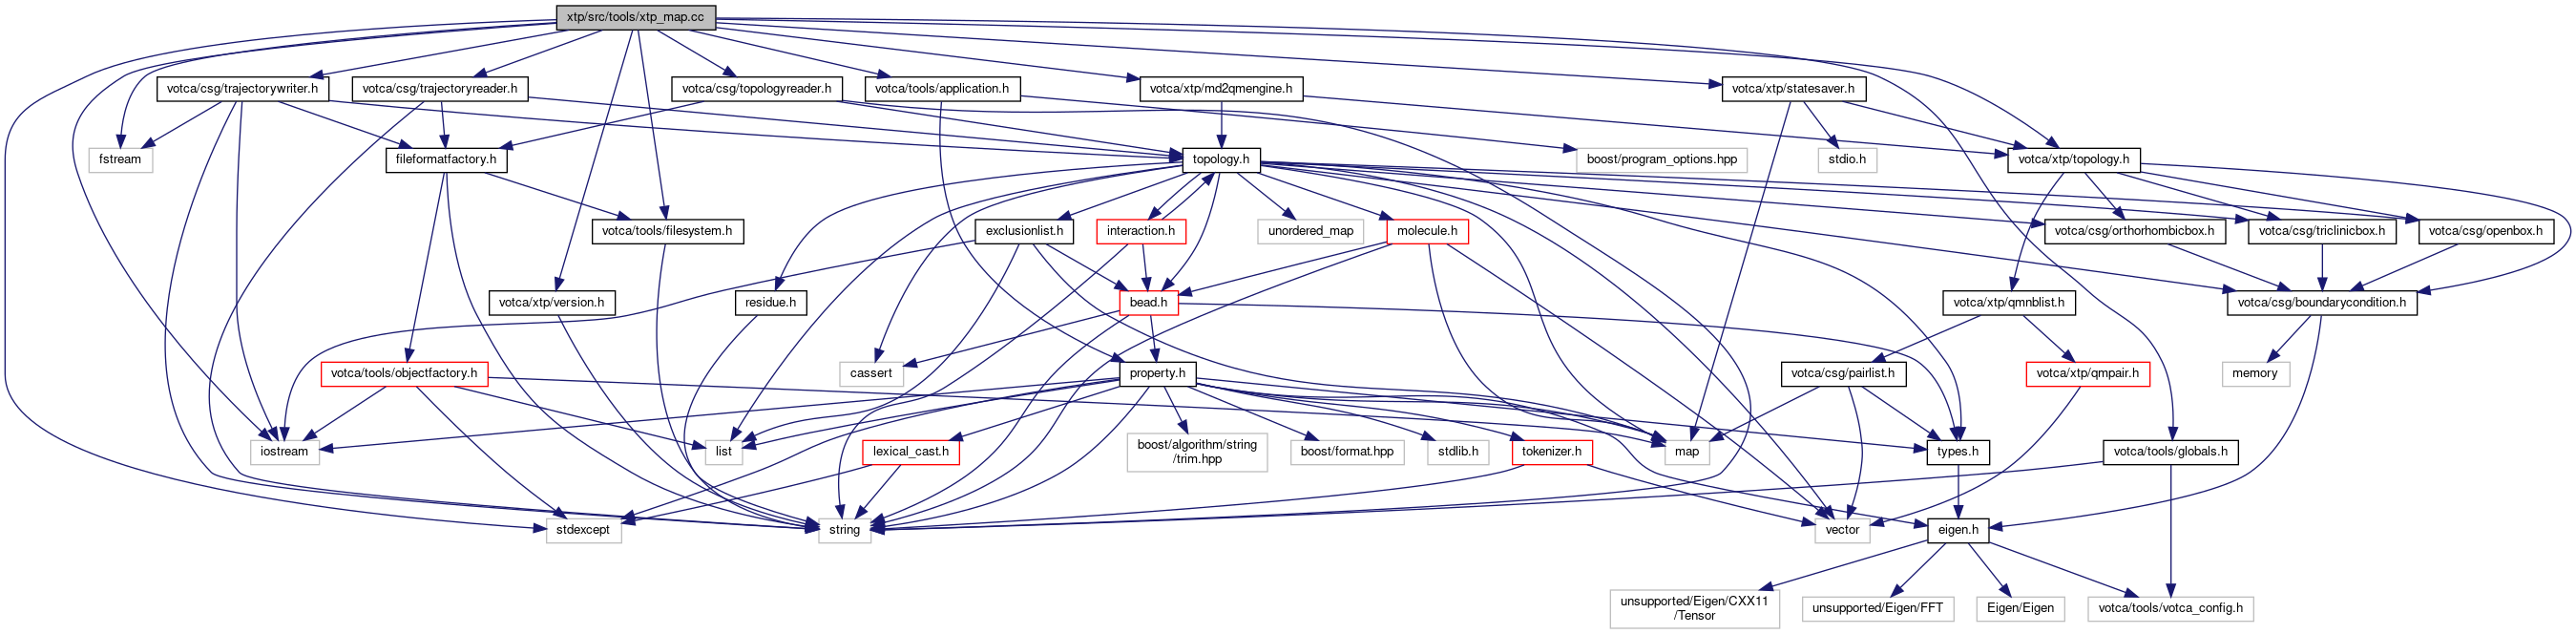 xtp/src/tools/xtp_map.cc
votca/csg/trajectorywriter.h
votca/csg/trajectoryreader.h
votca/csg/topologyreader.h
votca/tools/application.h
votca/xtp/md2qmengine.h
votca/xtp/statesaver.h
fstream
fileformatfactory.h
topology.h
boost/program_options.hpp
stdio.h
votca/xtp/topology.h
votca/tools/filesystem.h
exclusionlist.h
interaction.h
unordered_map
molecule.h
votca/csg/orthorhombicbox.h
votca/csg/triclinicbox.h
votca/csg/openbox.h
votca/xtp/version.h
residue.h
bead.h
votca/xtp/qmnblist.h
votca/csg/boundarycondition.h
votca/tools/objectfactory.h
cassert
property.h
votca/csg/pairlist.h
votca/xtp/qmpair.h
memory
iostream
list
lexical_cast.h
boost/algorithm/string
/trim.hpp
boost/format.hpp
stdlib.h
tokenizer.h
map
types.h
votca/tools/globals.h
stdexcept
string
vector
eigen.h
unsupported/Eigen/CXX11
/Tensor
unsupported/Eigen/FFT
Eigen/Eigen
votca/tools/votca_config.h